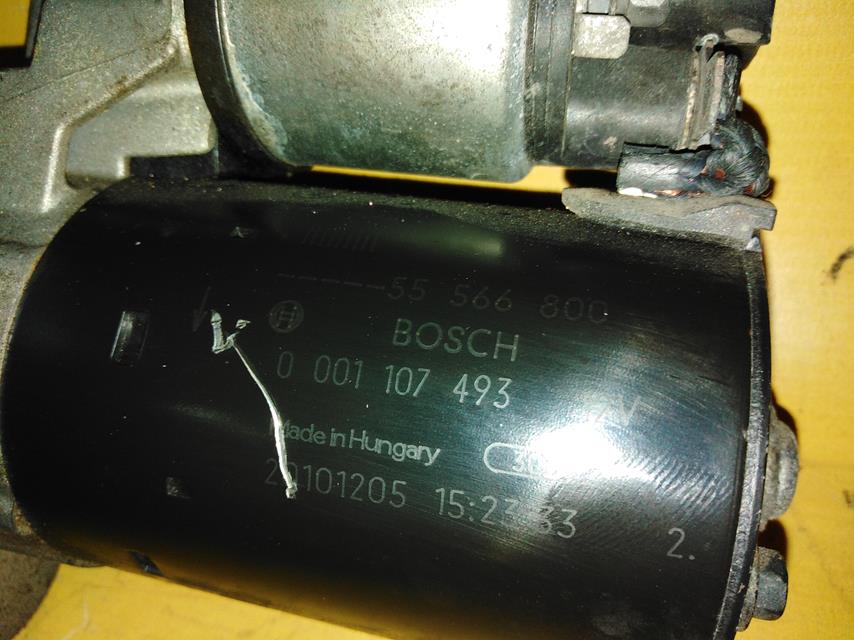 -----55 566 800
BOSCH
0 001 107 493
Made in Hungary
20101205 15:23:33
2.